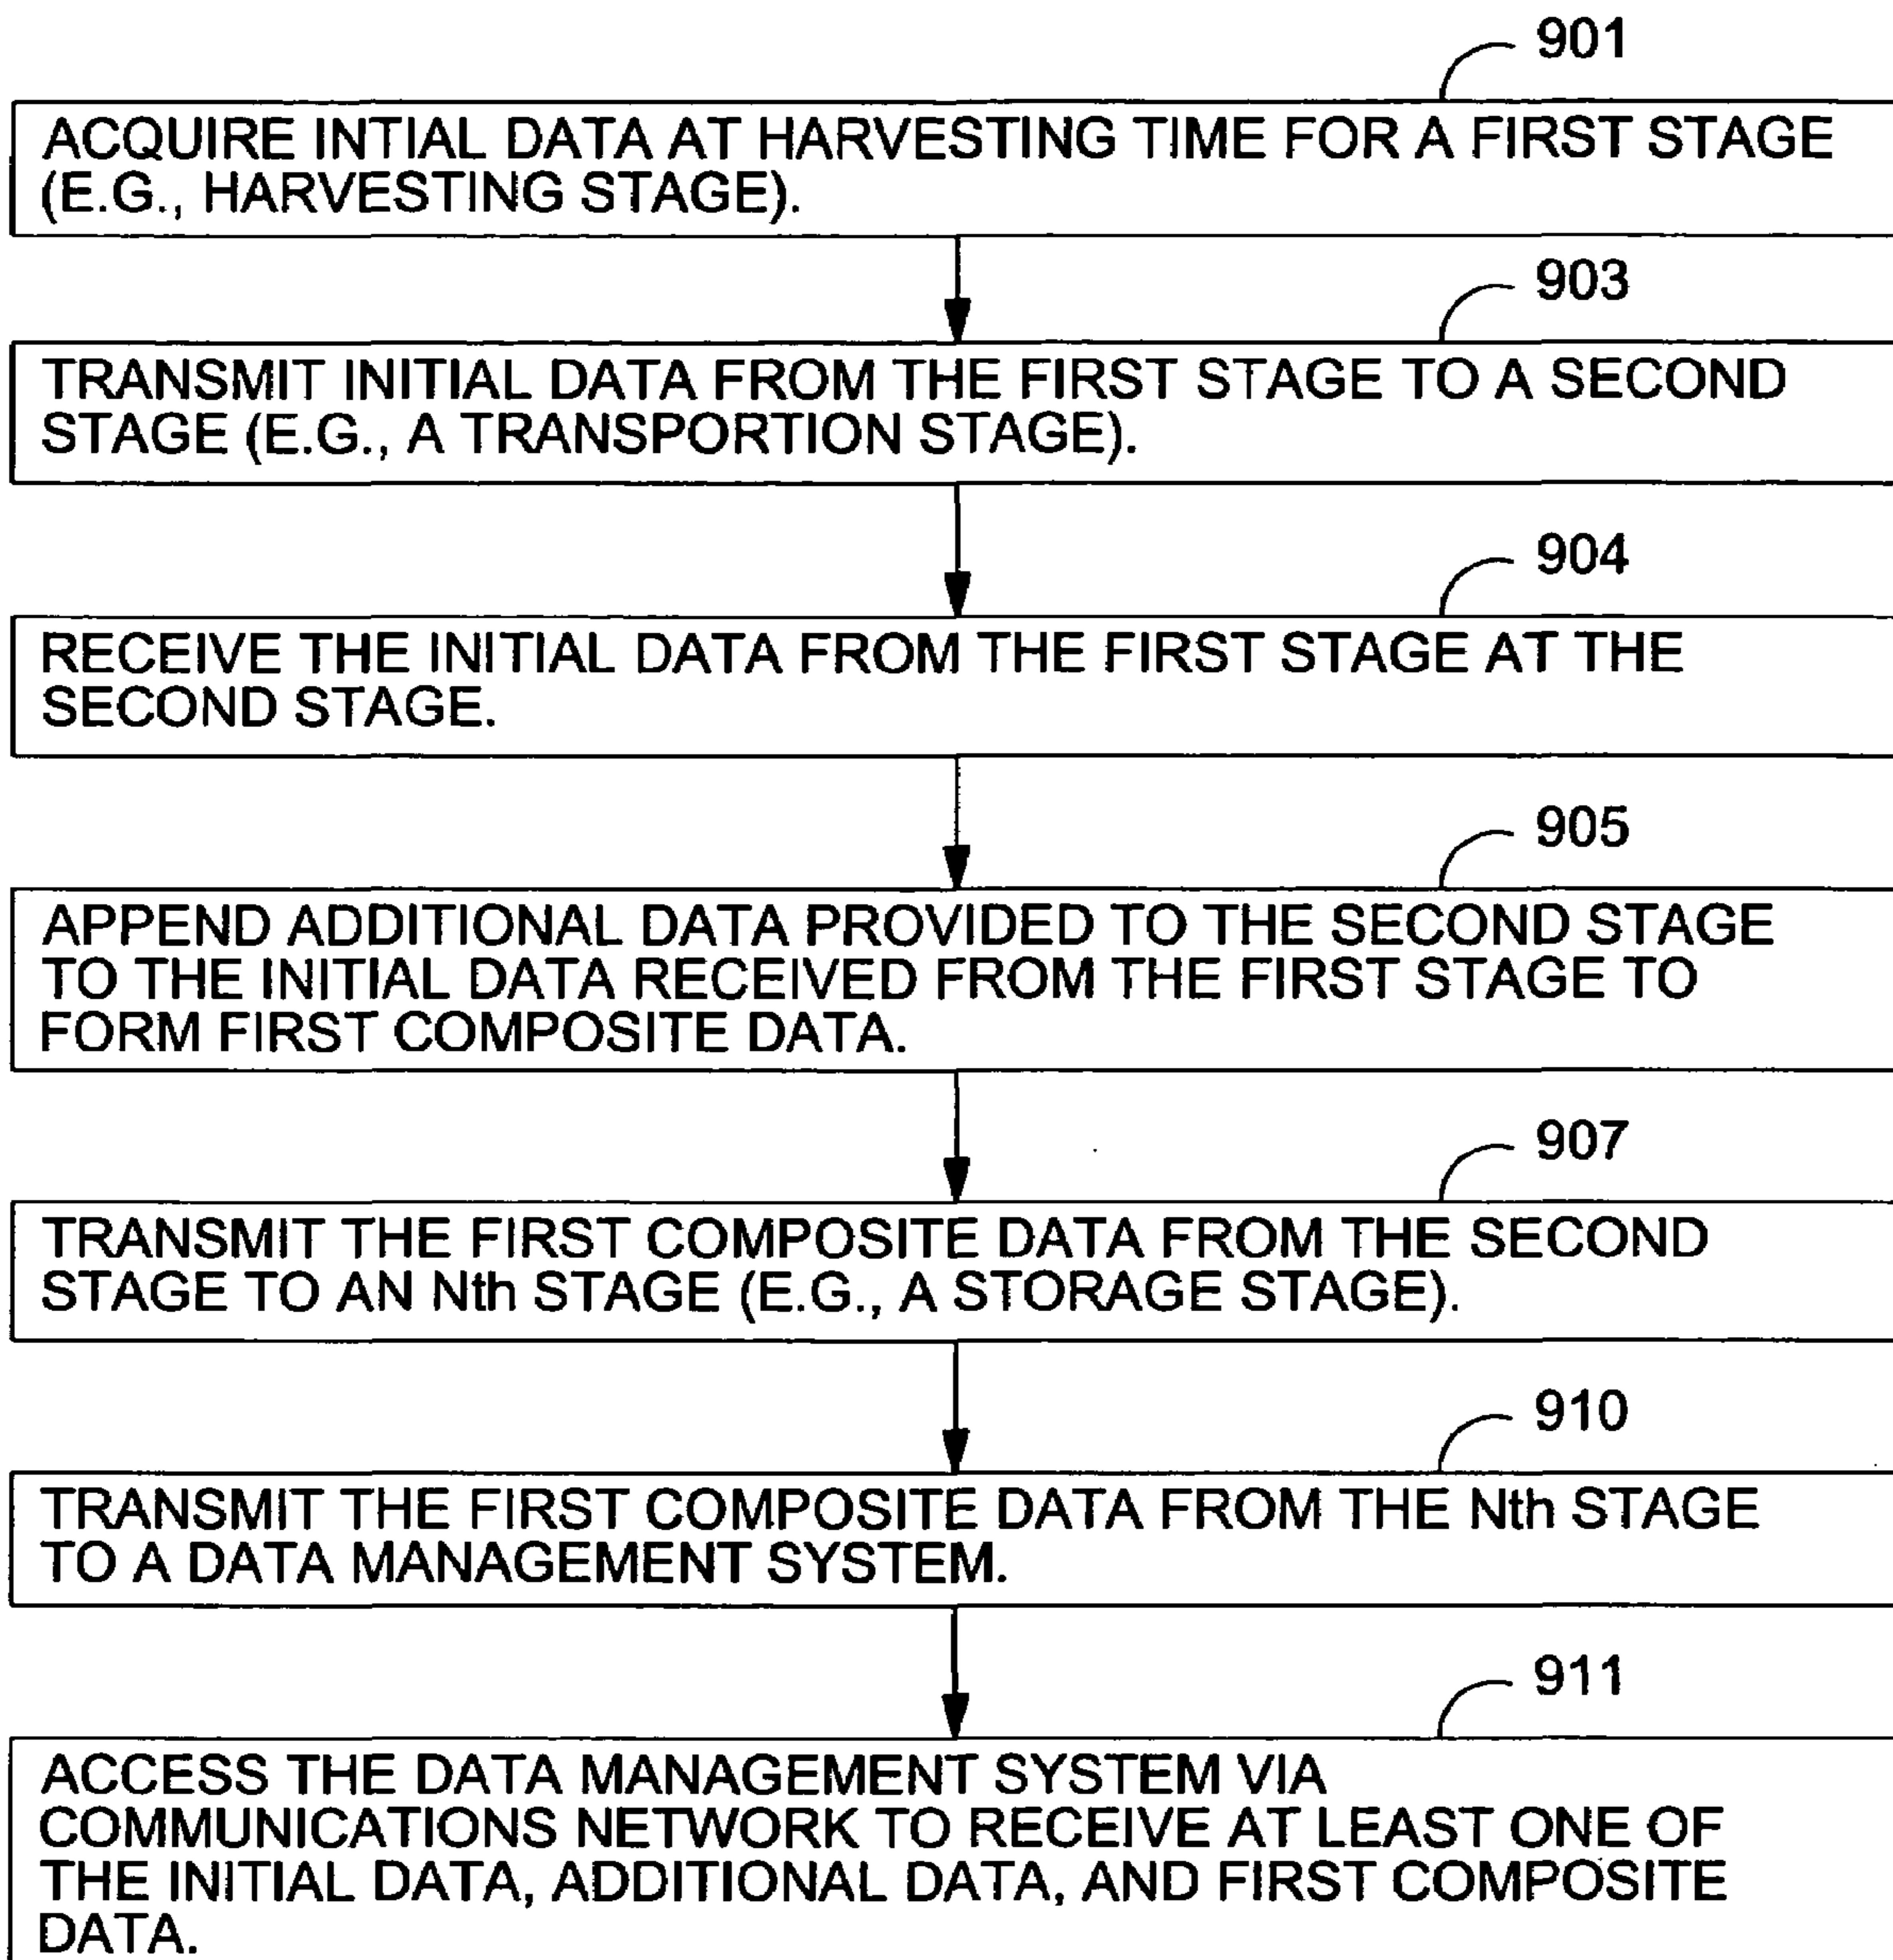 901
ACQUIRE INTIAL DATA AT HARVESTING TIME FOR A FIRST STAGE
(E.G., HARVESTING STAGE).
903
TRANSMIT INITIAL DATA FROM THE FIRST STAGE TO A SECOND
STAGE (E.G., A TRANSPORTION STAGE).
904
RECEIVE THE INITIAL DATA FROM THE FIRST STAGE AT THE
SECOND STAGE.
905
APPEND ADDITIONAL DATA PROVIDED TO THE SECOND STAGE
TO THE INITIAL DATA RECEIVED FROM THE FIRST STAGE TO
FORM FIRST COMPOSITE DATA.
907
TRANSMIT THE FIRST COMPOSITE DATA FROM THE SECOND
STAGE TO AN Nth STAGE (E.G., A STORAGE STAGE).
910
TRANSMIT THE FIRST COMPOSITE DATA FROM THE Nth STAGE
TO A DATA MANAGEMENT SYSTEM.
911
ACCESS THE DATA MANAGEMENT SYSTEM VIA
COMMUNICATIONS NETWORK TO RECEIVE AT LEAST ONE OF
THE INITIAL DATA, ADDITIONAL DATA, AND FIRST COMPOSITE
DATA.